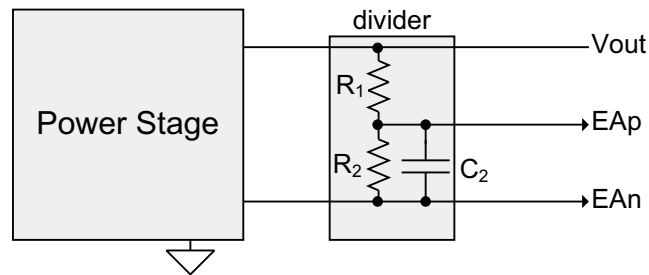 divider
Vout
R₁
Power Stage
EAp
R₂
C₂
EAn